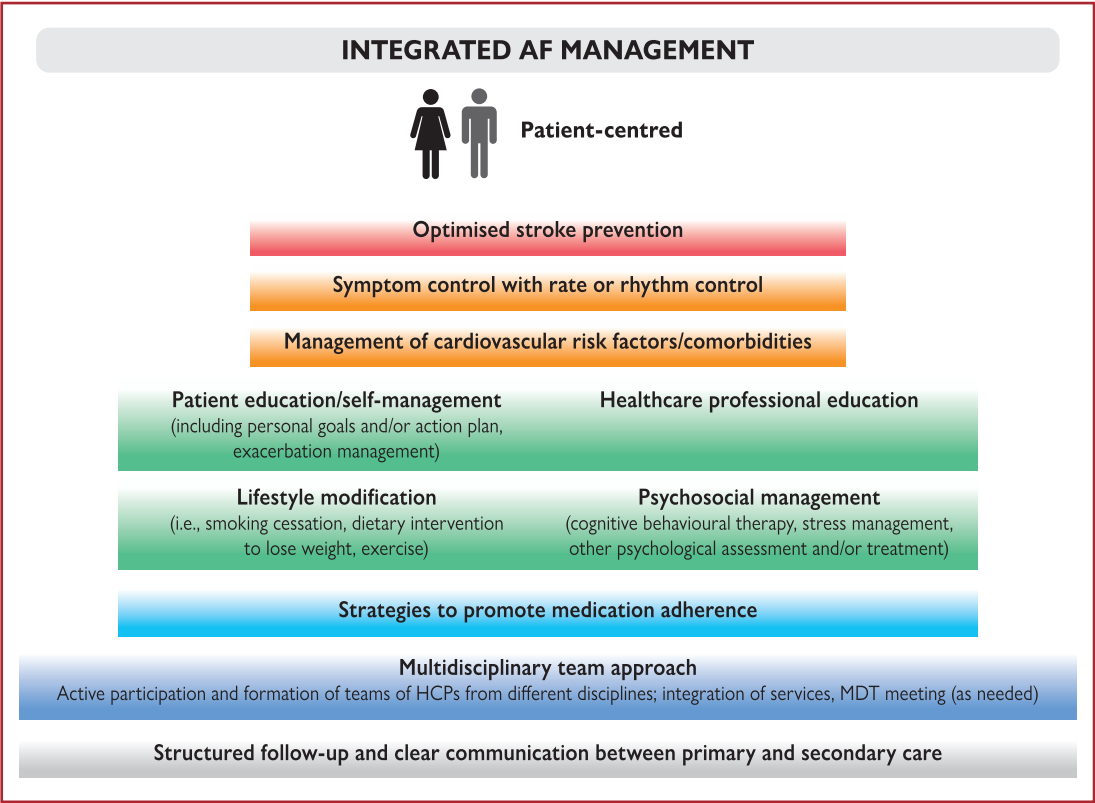 INTEGRATED AF MANAGEMENT
Patient-centred
Optimised stroke prevention
Symptom control with rate or rhythm control
Management of cardiovascular risk factors/comorbidities
Patient education/self-management
(including personal goals and/or action plan,
exacerbation management)
Healthcare professional education
Lifestyle modification
(i.e., smoking cessation, dietary intervention
to lose weight, exercise)
Psychosocial management
(cognitive behavioural therapy, stress management,
other psychological assessment and/or treatment)
Strategies to promote medication adherence
Multidisciplinary team approach
Active participation and formation of teams of HCPs from different disciplines; integration of services, MDT meeting (as needed)
Structured follow-up and clear communication between primary and secondary care